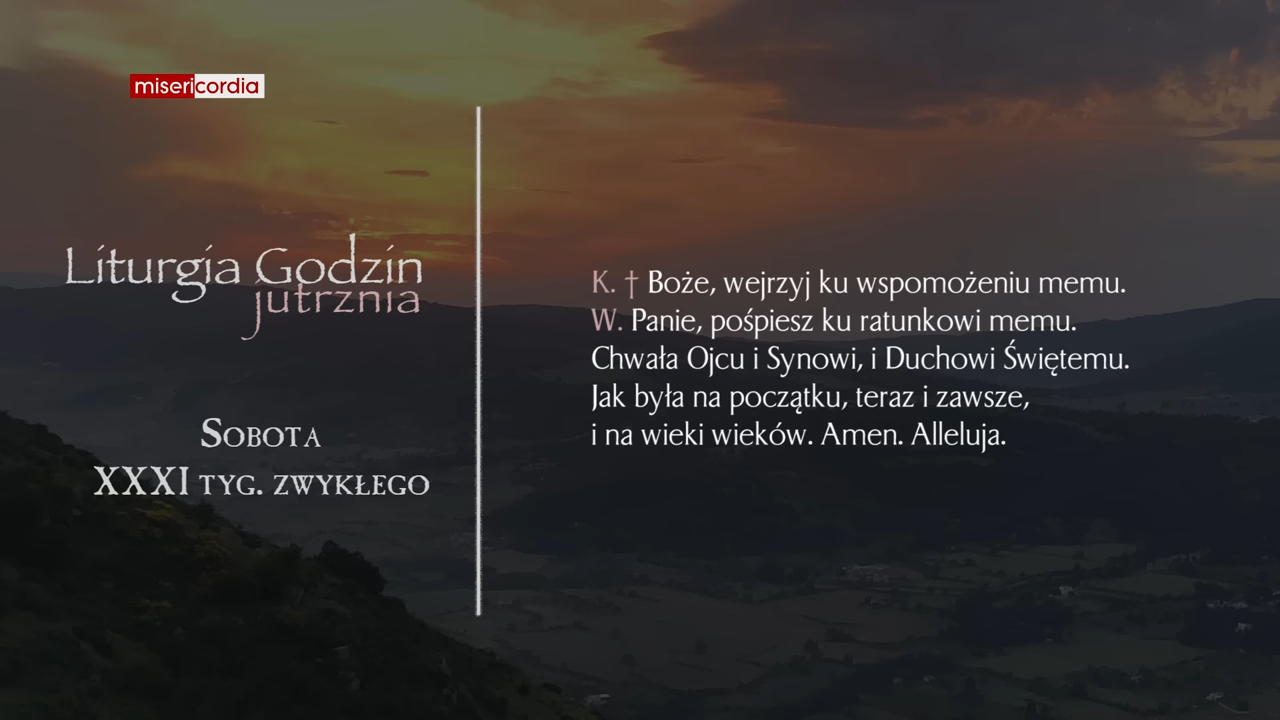 misericordia
Liturgia Godzin
jutrznia
Sobota
XXXI tyg. zwykłego
K. † Boże, wejrzyj ku wspomożeniu memu.
W. Panie, pośpiesz ku ratunkowi memu.
Chwała Ojcu i Synowi, i Duchowi Świętemu.
Jak była na początku, teraz i zawsze,
i na wieki wieków. Amen. Alleluja.